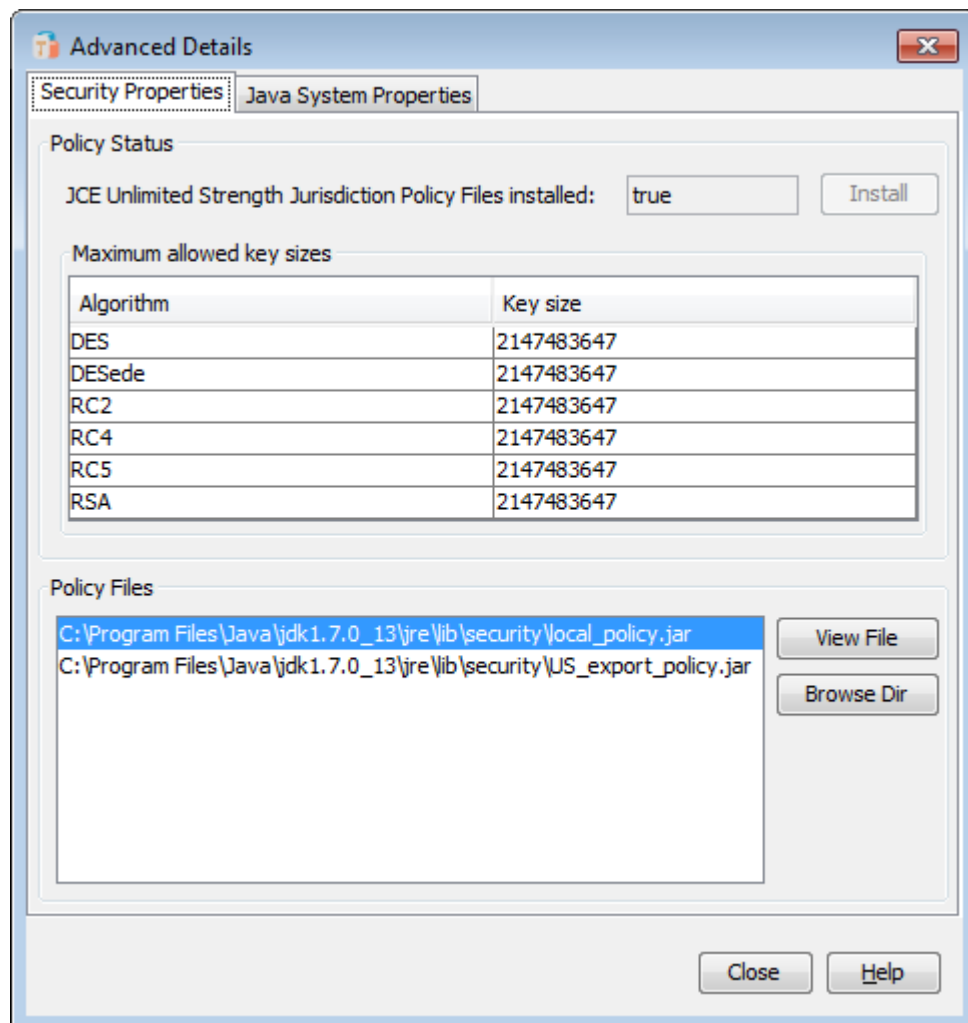 Advanced Details
Security Properties Java System Properties
Policy Status
JCE Unlimited Strength Jurisdiction Policy Files installed: true Install
Maximum allowed key sizes
Algorithm Key size
DES 2147483647
DESede 2147483647
RC2 2147483647
RC4 2147483647
RC5 2147483647
RSA 2147483647
Policy Files
C:\Program Files\Java\jdk1.7.0_13\jre\lib\security\local_policy.jar View File
C:\Program Files\Java\jdk1.7.0_13\jre\lib\security\US_export_policy.jar
Browse Dir
Close Help